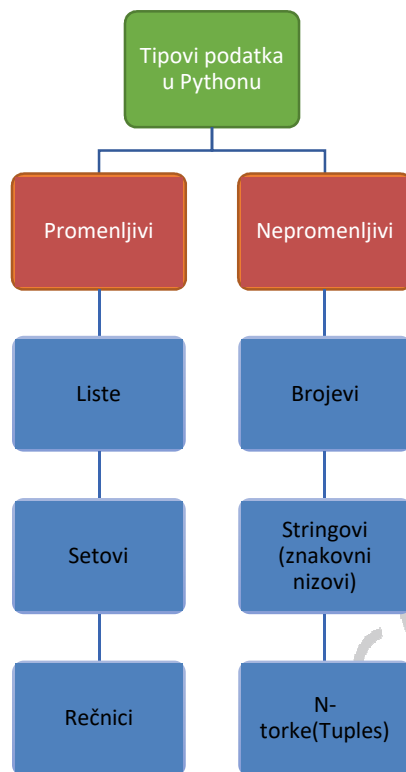 Tipovi podatka
u Pythonu
Promenljivi
Nepromenljivi
Liste
Brojevi
Setovi
Stringovi
(znakovni
nizovi)
Rečnici
N-
torke(Tuples)